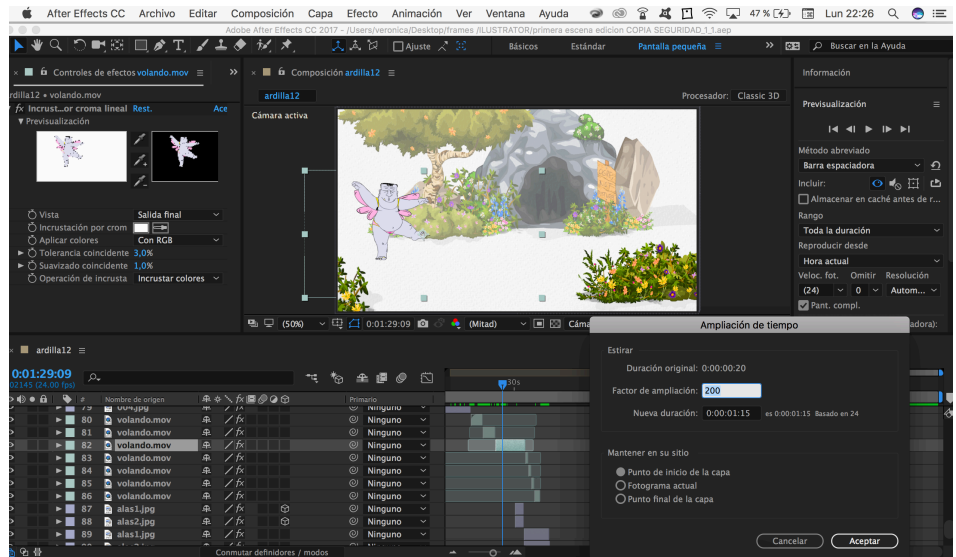 After Effects CC Archivo Editar Composición Capa Efecto Animación Ver Ventana Ayuda 47 % Lun 22:26
Adobe After Effects CC 2017 - /Users/veronica/Desktop/frames /ILUSTRATOR/primera escena edicion COPIA SEGURIDAD_1_1.aep
Ajuste Básicos Estándar Pantalla pequeña Buscar en la Ayuda
Controles de efectos volando.mov
Composición ardilla12
Información
rdilla12 • volando.mov
ardilla12
Procesador: Classic 3D
fx Incrust...or croma lineal Rest. Ace
Cámara activa
Previsualización
Previsualización
Método abreviado
Barra espaciadora
Incluir:
Almacenar en caché antes de r...
Rango
Toda la duración
Reproducir desde
Hora actual
Veloc. fot. Omitir Resolución
(24) 0 Autom...
Pant. compl.
Vista Salida final
Incrustación por crom
Aplicar colores Con RGB
Tolerancia coincidente 3,0%
Suavizado coincidente 1,0%
Operación de incrusta Incrustar colores
(50%) 0:01:29:09 (Mitad) Cáma
adora):
ardilla12
0:01:29:09
02145 (24.00 fps)
:30s
# Nombre de origen fx Primario
79 004.jpg Ninguno
80 volando.mov Ninguno
81 volando.mov Ninguno
82 volando.mov Ninguno
83 volando.mov Ninguno
84 volando.mov Ninguno
85 volando.mov Ninguno
86 volando.mov Ninguno
87 alas1.jpg Ninguno
88 alas2.jpg Ninguno
89 alas1.jpg Ninguno
Conmutar definidores / modos
Ampliación de tiempo
Estirar
Duración original: 0:00:00:20
Factor de ampliación: 200
Nueva duración: 0:00:01:15 es 0:00:01:15 Basado en 24
Mantener en su sitio
Punto de inicio de la capa
Fotograma actual
Punto final de la capa
Cancelar Aceptar